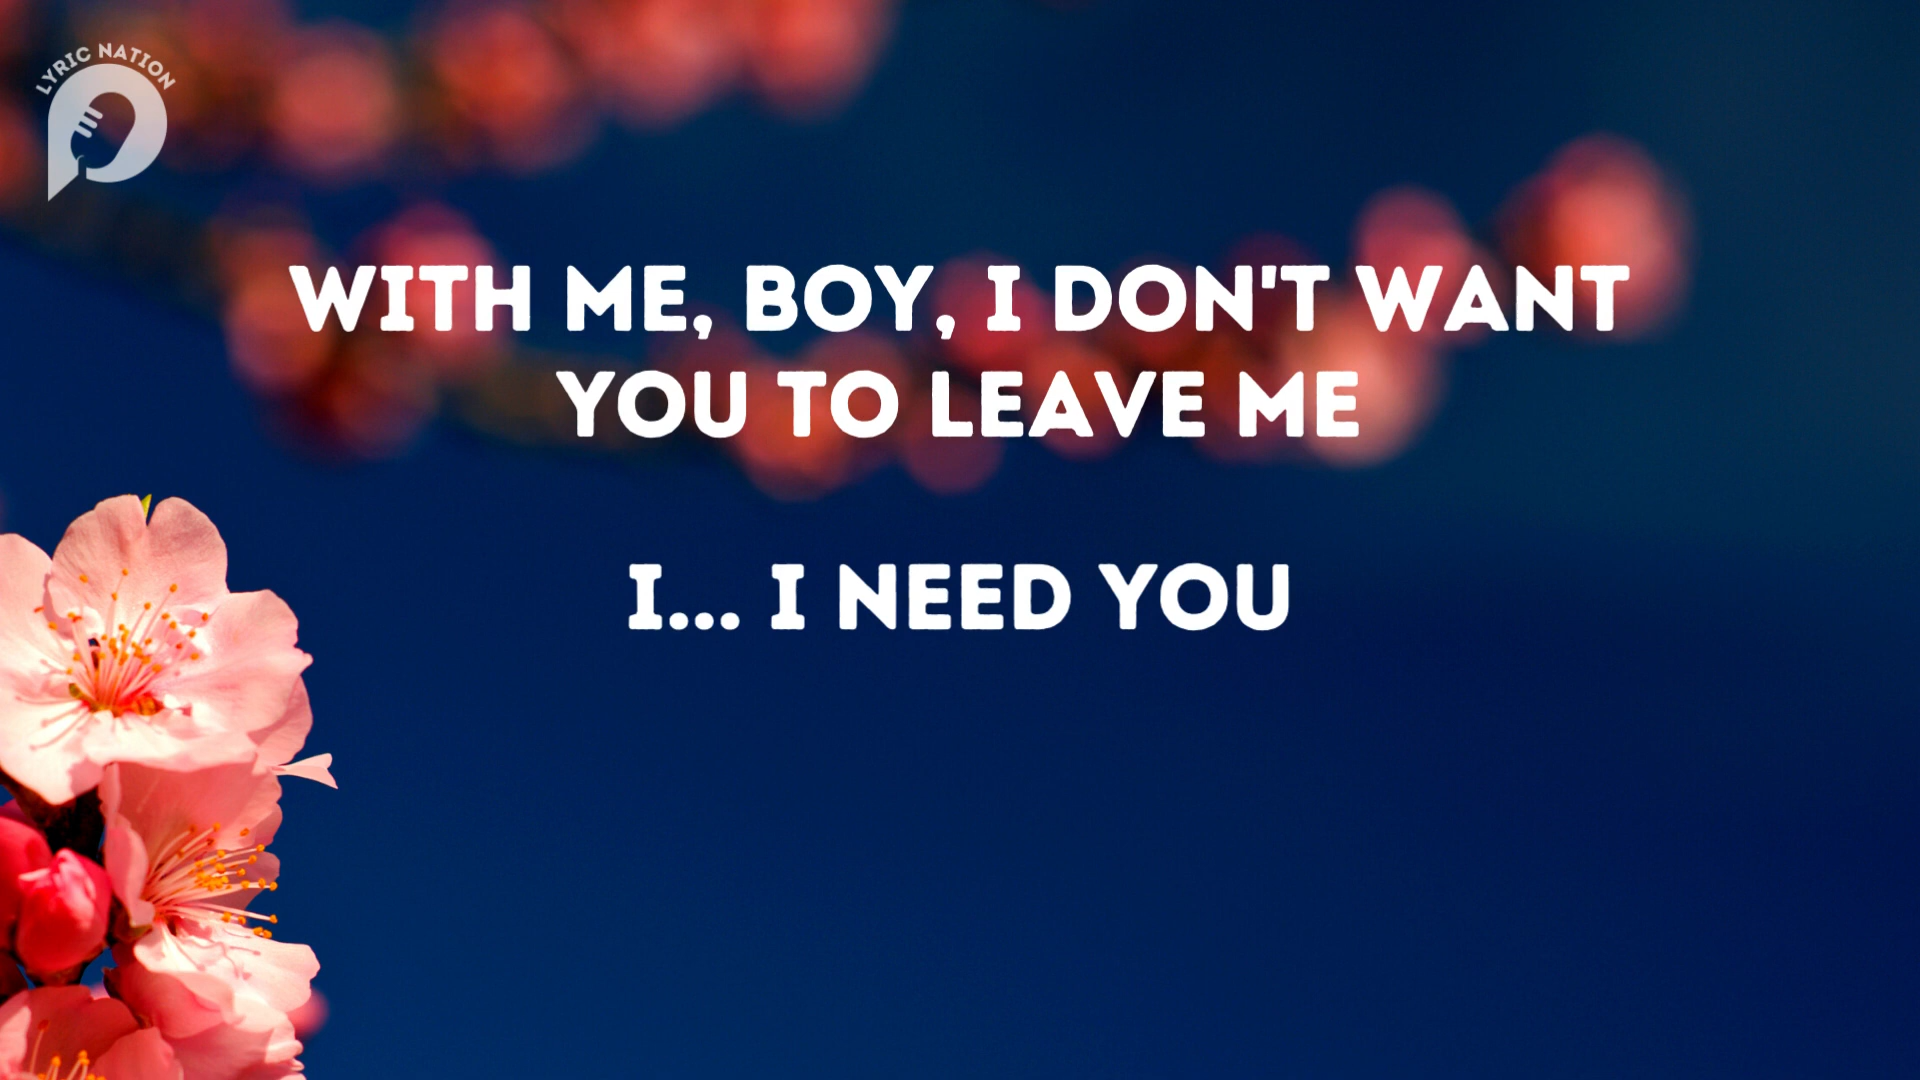 LYRIC NATION
WITH ME, BOY, I DON'T WANT
YOU TO LEAVE ME
I... I NEED YOU